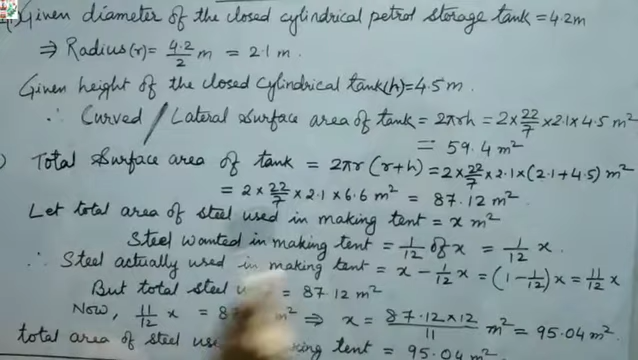 Given diameter of the closed cylindrical petrol storage tank = 4.2m
⇒ Radius(r) = 4.2/2 m = 2.1 m.
Given height of the closed cylindrical tank(h) = 4.5 m.
∴ Curved / Lateral surface area of tank = 2πrh = 2 × 22/7 × 2.1 × 4.5 m²
= 59.4 m²
) Total Surface area of tank = 2πr (r+h) = 2 × 22/7 × 2.1 × (2.1+4.5) m²
= 2 × 22/7 × 2.1 × 6.6 m² = 87.12 m².
Let total area of steel used in making tent = x m²
Steel wanted in making tent = 1/12 of x = 1/12 x.
∴ Steel actually used in making tent = x - 1/12 x = (1 - 1/12) x = 11/12 x
But total steel = 87.12 m²
Now, 11/12 x = 8 m² ⇒ x = 87.12 × 12 / 11 m² = 95.04 m²
total area of steel king tent = 95.04 m².